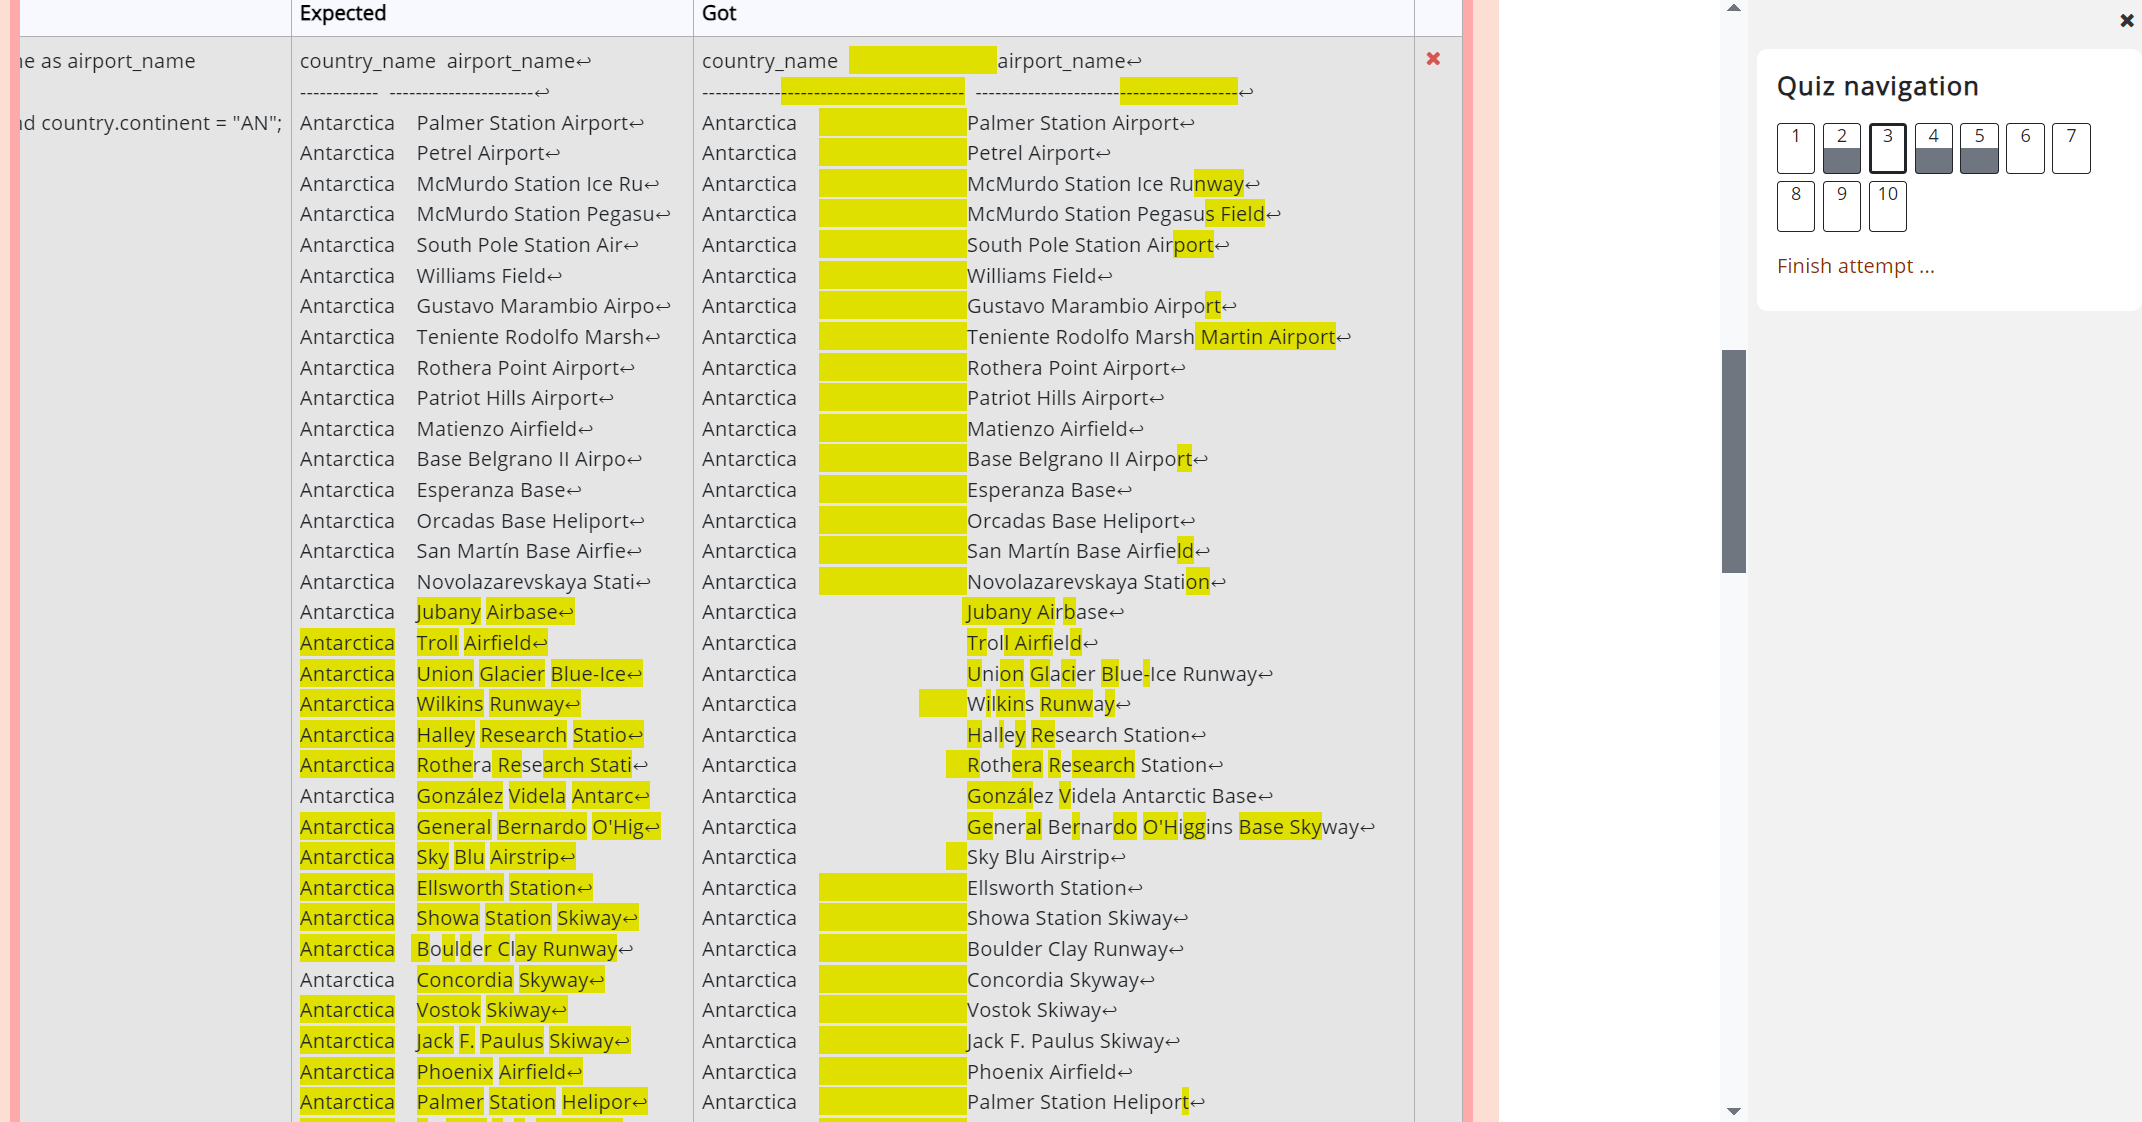 Expected Got
ne as airport_name country_name airport_name↩ country_name airport_name↩ ✖
------------ ----------------------↩ ---------------------------------------- ----------------------------------------↩
nd country.continent = "AN"; Antarctica Palmer Station Airport↩ Antarctica Palmer Station Airport↩
Antarctica Petrel Airport↩ Antarctica Petrel Airport↩
Antarctica McMurdo Station Ice Ru↩ Antarctica McMurdo Station Ice Runway↩
Antarctica McMurdo Station Pegasu↩ Antarctica McMurdo Station Pegasus Field↩
Antarctica South Pole Station Air↩ Antarctica South Pole Station Airport↩
Antarctica Williams Field↩ Antarctica Williams Field↩
Antarctica Gustavo Marambio Airpo↩ Antarctica Gustavo Marambio Airport↩
Antarctica Teniente Rodolfo Marsh↩ Antarctica Teniente Rodolfo Marsh Martin Airport↩
Antarctica Rothera Point Airport↩ Antarctica Rothera Point Airport↩
Antarctica Patriot Hills Airport↩ Antarctica Patriot Hills Airport↩
Antarctica Matienzo Airfield↩ Antarctica Matienzo Airfield↩
Antarctica Base Belgrano II Airpo↩ Antarctica Base Belgrano II Airport↩
Antarctica Esperanza Base↩ Antarctica Esperanza Base↩
Antarctica Orcadas Base Heliport↩ Antarctica Orcadas Base Heliport↩
Antarctica San Martín Base Airfie↩ Antarctica San Martín Base Airfield↩
Antarctica Novolazarevskaya Stati↩ Antarctica Novolazarevskaya Station↩
Antarctica Jubany Airbase↩ Antarctica Jubany Airbase↩
Antarctica Troll Airfield↩ Antarctica Troll Airfield↩
Antarctica Union Glacier Blue-Ice↩ Antarctica Union Glacier Blue-Ice Runway↩
Antarctica Wilkins Runway↩ Antarctica Wilkins Runway↩
Antarctica Halley Research Statio↩ Antarctica Halley Research Station↩
Antarctica Rothera Research Stati↩ Antarctica Rothera Research Station↩
Antarctica González Videla Antarc↩ Antarctica González Videla Antarctic Base↩
Antarctica General Bernardo O'Hig↩ Antarctica General Bernardo O'Higgins Base Skyway↩
Antarctica Sky Blu Airstrip↩ Antarctica Sky Blu Airstrip↩
Antarctica Ellsworth Station↩ Antarctica Ellsworth Station↩
Antarctica Showa Station Skiway↩ Antarctica Showa Station Skiway↩
Antarctica Boulder Clay Runway↩ Antarctica Boulder Clay Runway↩
Antarctica Concordia Skyway↩ Antarctica Concordia Skyway↩
Antarctica Vostok Skiway↩ Antarctica Vostok Skiway↩
Antarctica Jack F. Paulus Skiway↩ Antarctica Jack F. Paulus Skiway↩
Antarctica Phoenix Airfield↩ Antarctica Phoenix Airfield↩
Antarctica Palmer Station Helipor↩ Antarctica Palmer Station Heliport↩
✖
Quiz navigation
1 2 3 4 5 6 7
8 9 10
Finish attempt ...